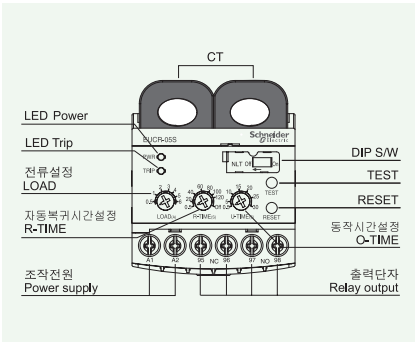 CT
LED Power
LED Trip
전류설정
LOAD
자동복귀시간설정
R-TIME
조작전원
Power supply
DIP S/W
TEST
RESET
동작시간설정
O-TIME
출력단자
Relay output
Schneider
Electric
EUCR-05S
PWR
TRIP
NLT Off On
TEST
RESET
LOAD(A)
R-TIME(s)
A1 A2 95 NC 96 97 NO 98